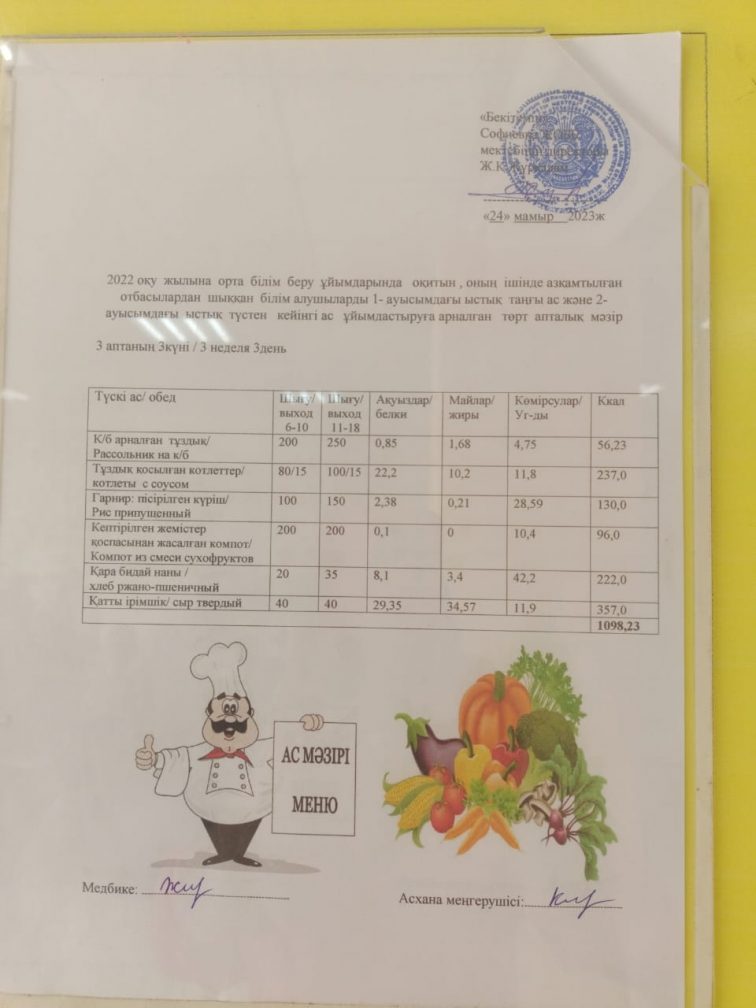 «Бекітемін»
Софиевка
мектебінің директоры
Ж.К.
«24» мамыр 2023ж
2022 оқу жылына орта білім беру ұйымдарында оқитын , оның ішінде азқамтылған
отбасылардан шыққан білім алушыларды 1- ауысымдағы ыстық таңғы ас және 2-
ауысымдағы ыстық түстен кейінгі ас ұйымдастыруға арналған төрт апталық мәзір
3 аптаның 3күні / 3 неделя 3день
Түскі ас/ обед Шығу/ выход 6-10 Шығу/ выход 11-18 Ақуыздар/ белки Майлар/ жиры Көмірсулар/ Уг-ды Ккал
К/б арналған тұздық/ Рассольник на к/б 200 250 0,85 1,68 4,75 56,23
Тұздық қосылған котлеттер/ котлеты с соусом 80/15 100/15 22,2 10,2 11,8 237,0
Гарнир: пісірілген күріш/ Рис припущенный 100 150 2,38 0,21 28,59 130,0
Кептірілген жемістер қоспасынан жасалған компот/ Компот из смеси сухофруктов 200 200 0,1 0 10,4 96,0
Қара бидай наны / хлеб ржано-пшеничный 20 35 8,1 3,4 42,2 222,0
Қатты ірімшік/ сыр твердый 40 40 29,35 34,57 11,9 357,0
1098,23
АС МӘЗІРІ
МЕНЮ
Медбике:
Асхана меңгерушісі: